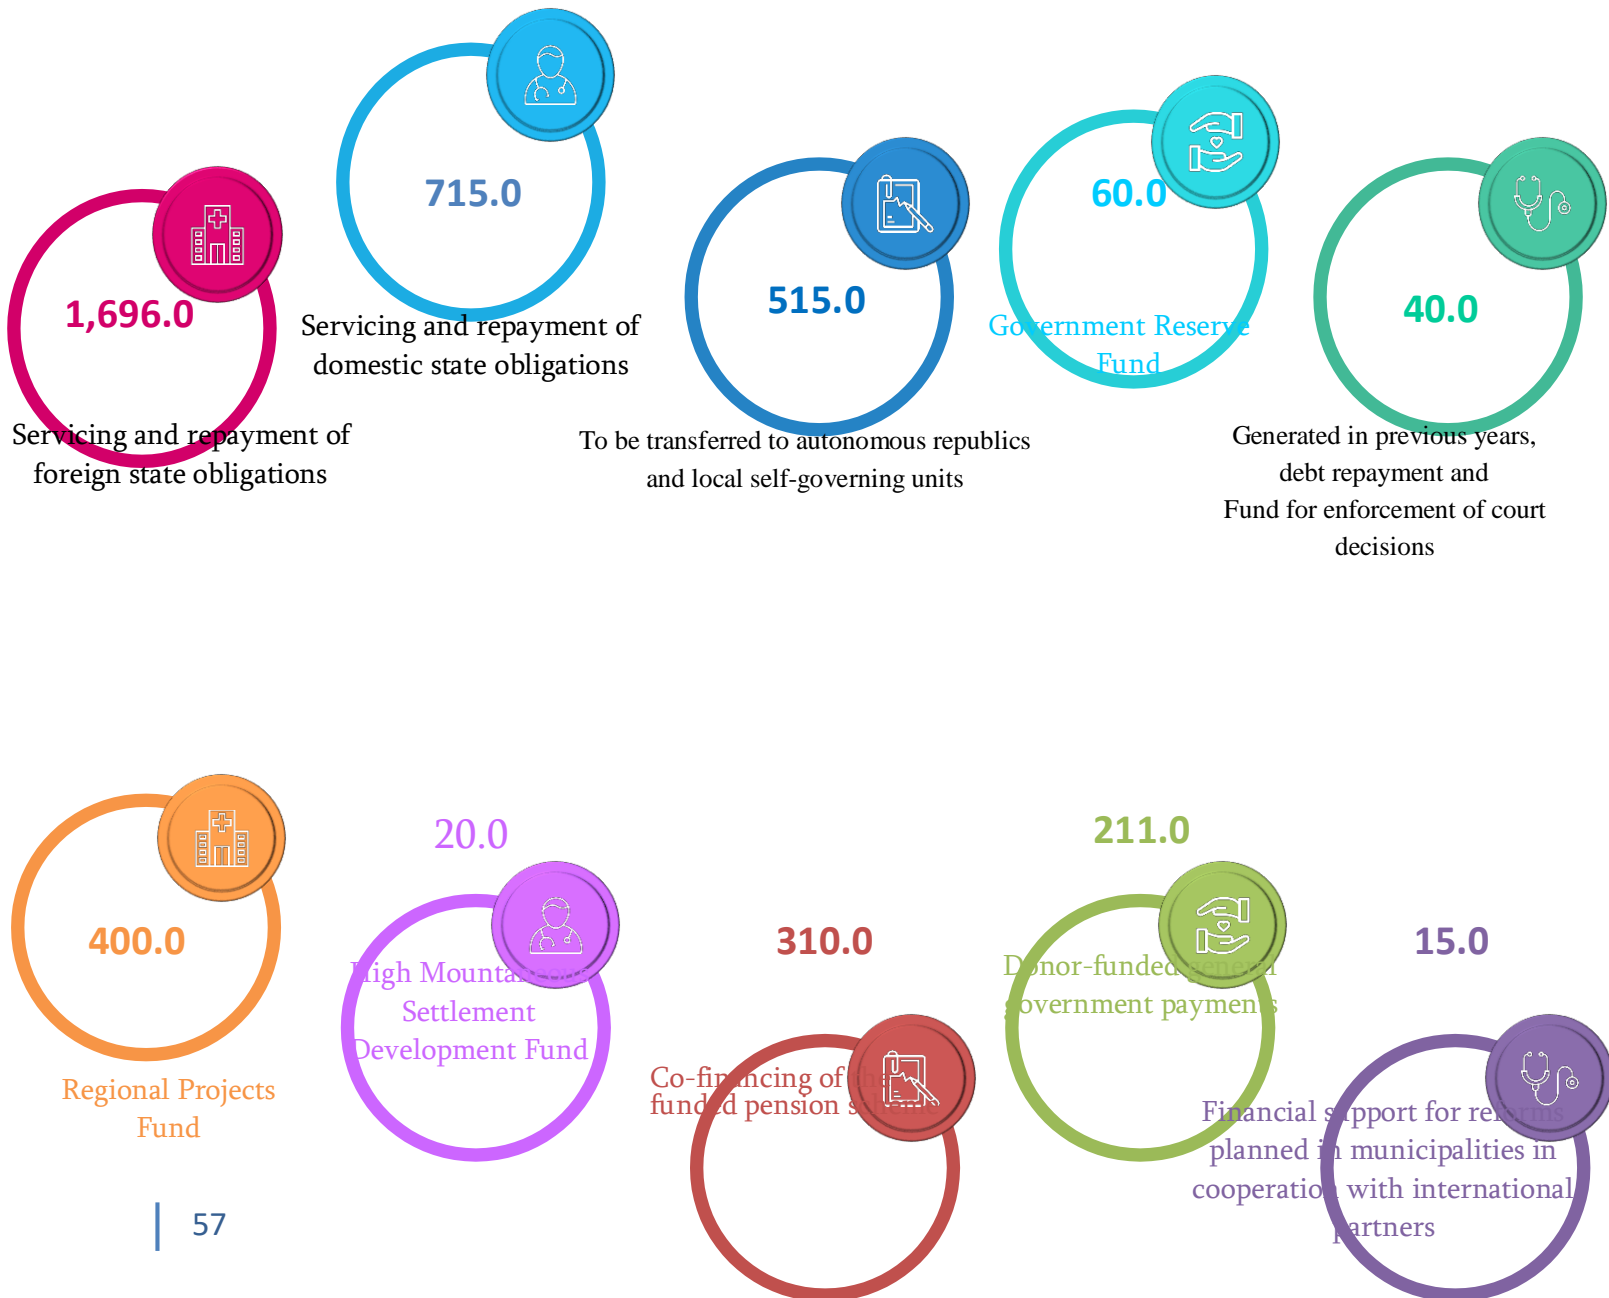 1,696.0
Servicing and repayment of
foreign state obligations
715.0
Servicing and repayment of
domestic state obligations
515.0
To be transferred to autonomous republics
and local self-governing units
60.0
Government Reserve
Fund
40.0
Generated in previous years,
debt repayment and
Fund for enforcement of court
decisions
400.0
Regional Projects
Fund
20.0
High Mountaneous
Settlement
Development Fund
310.0
Co-financing of the
funded pension scheme
211.0
Donor-funded general
government payments
15.0
Financial support for reforms
planned in municipalities in
cooperation with international
partners
57